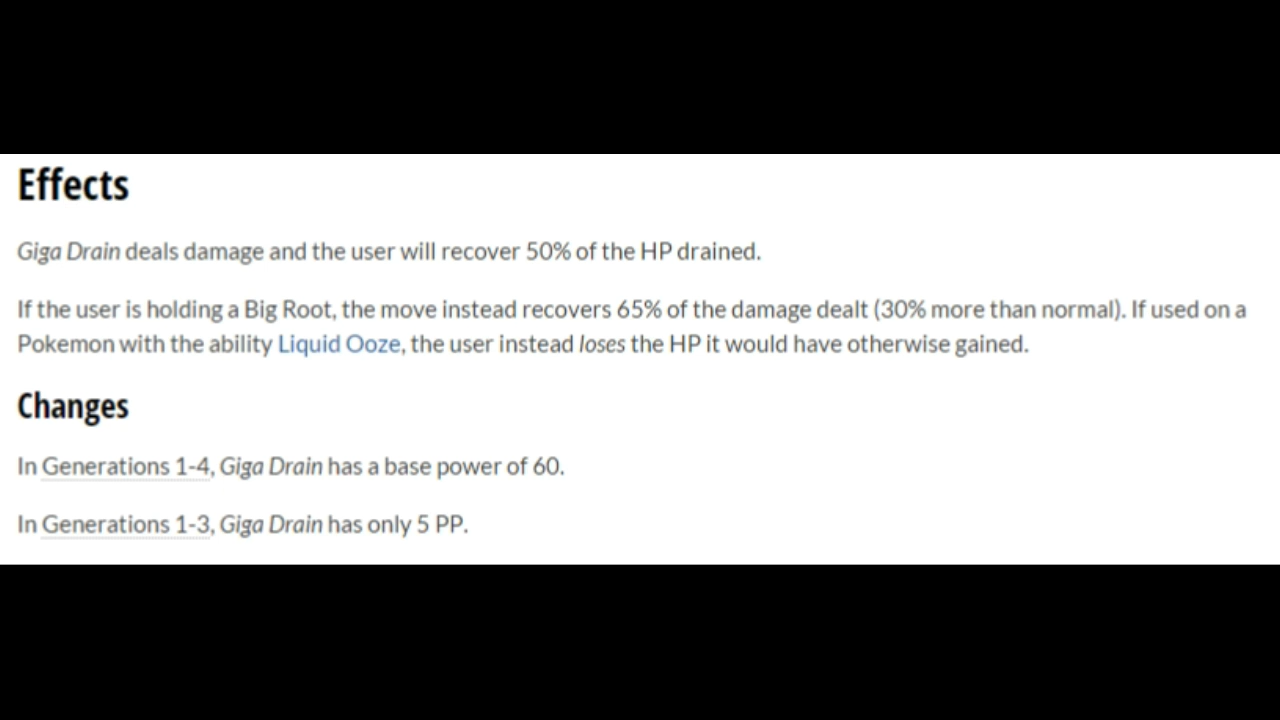 Effects
Giga Drain deals damage and the user will recover 50% of the HP drained.
If the user is holding a Big Root, the move instead recovers 65% of the damage dealt (30% more than normal). If used on a
Pokemon with the ability Liquid Ooze, the user instead loses the HP it would have otherwise gained.
Changes
In Generations 1-4, Giga Drain has a base power of 60.
In Generations 1-3, Giga Drain has only 5 PP.